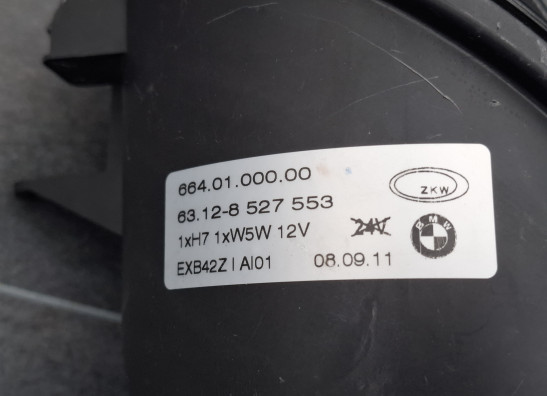 664.01.000.00
ZKW
63.12-8 527 553
1xH7 1xW5W 12V
24V
BMW
EXB42Z | AI01
08.09.11